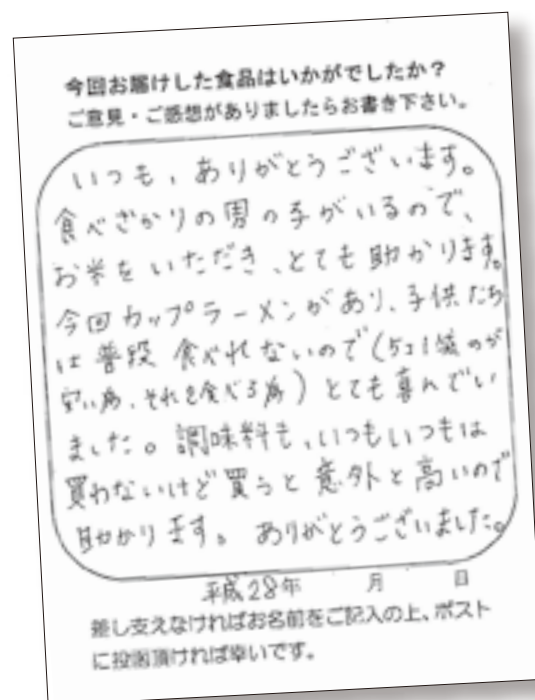 今回お届けした食品はいかがでしたか？
ご意見・ご感想がありましたらお書き下さい。
いつも、ありがとうございます。
食べざかりの男の子がいるので、
お米をいただき、とても助かります。
今回カップラーメンがあり、子供たち
は普段食べれないので（5コ1袋のが
安い為、それを食べる為）とても喜んでい
ました。調味料も、いつもいつもは
買わないけど買うと意外と高いので
助かります。ありがとうございました。
平成28年　月　日
差し支えなければお名前をご記入の上、ポスト
に投函頂ければ幸いです。